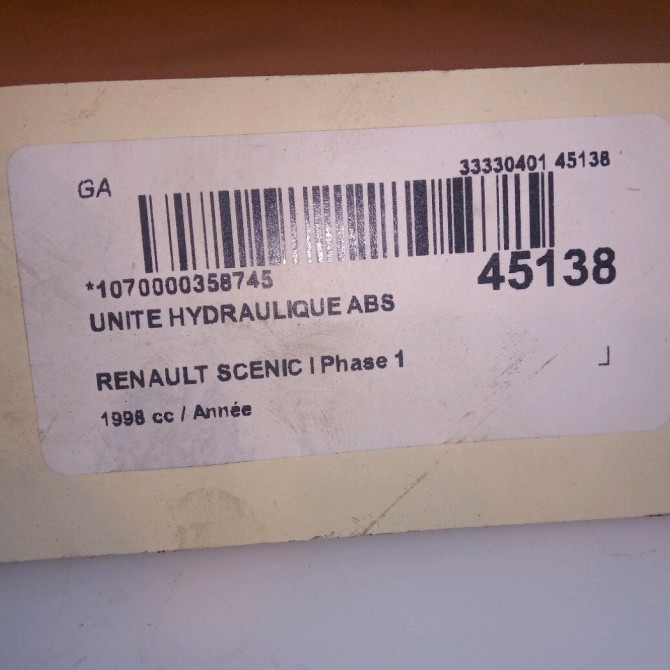 GA
33330401 45138
*1070000358745
45138
UNITE HYDRAULIQUE ABS
RENAULT SCENIC I Phase 1
1998 cc / Année